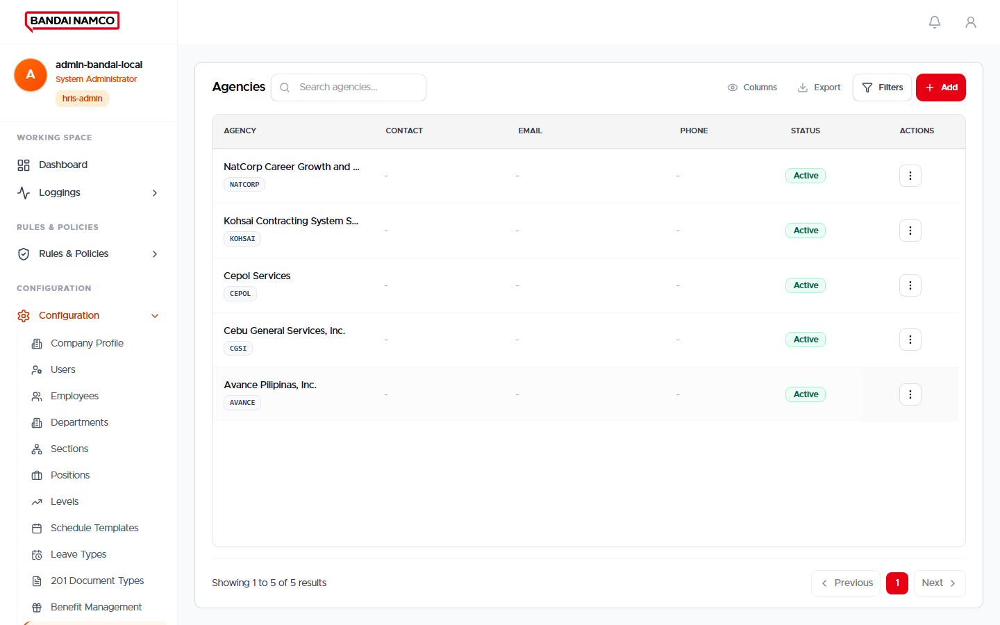 BANDAI NAMCO
A
admin-bandai-local
System Administrator
hris-admin
WORKING SPACE
Dashboard
Loggings
RULES & POLICIES
Rules & Policies
CONFIGURATION
Configuration
Company Profile
Users
Employees
Departments
Sections
Positions
Levels
Schedule Templates
Leave Types
201 Document Types
Benefit Management
Agencies
Search agencies...
Columns
Export
Filters
Add
AGENCY CONTACT EMAIL PHONE STATUS ACTIONS
NatCorp Career Growth and ...
NATCORP
- - - Active
Kohsai Contracting System S...
KOHSAI
- - - Active
Cepol Services
CEPOL
- - - Active
Cebu General Services, Inc.
CGSI
- - - Active
Avance Pilipinas, Inc.
AVANCE
- - - Active
Showing 1 to 5 of 5 results
Previous 1 Next